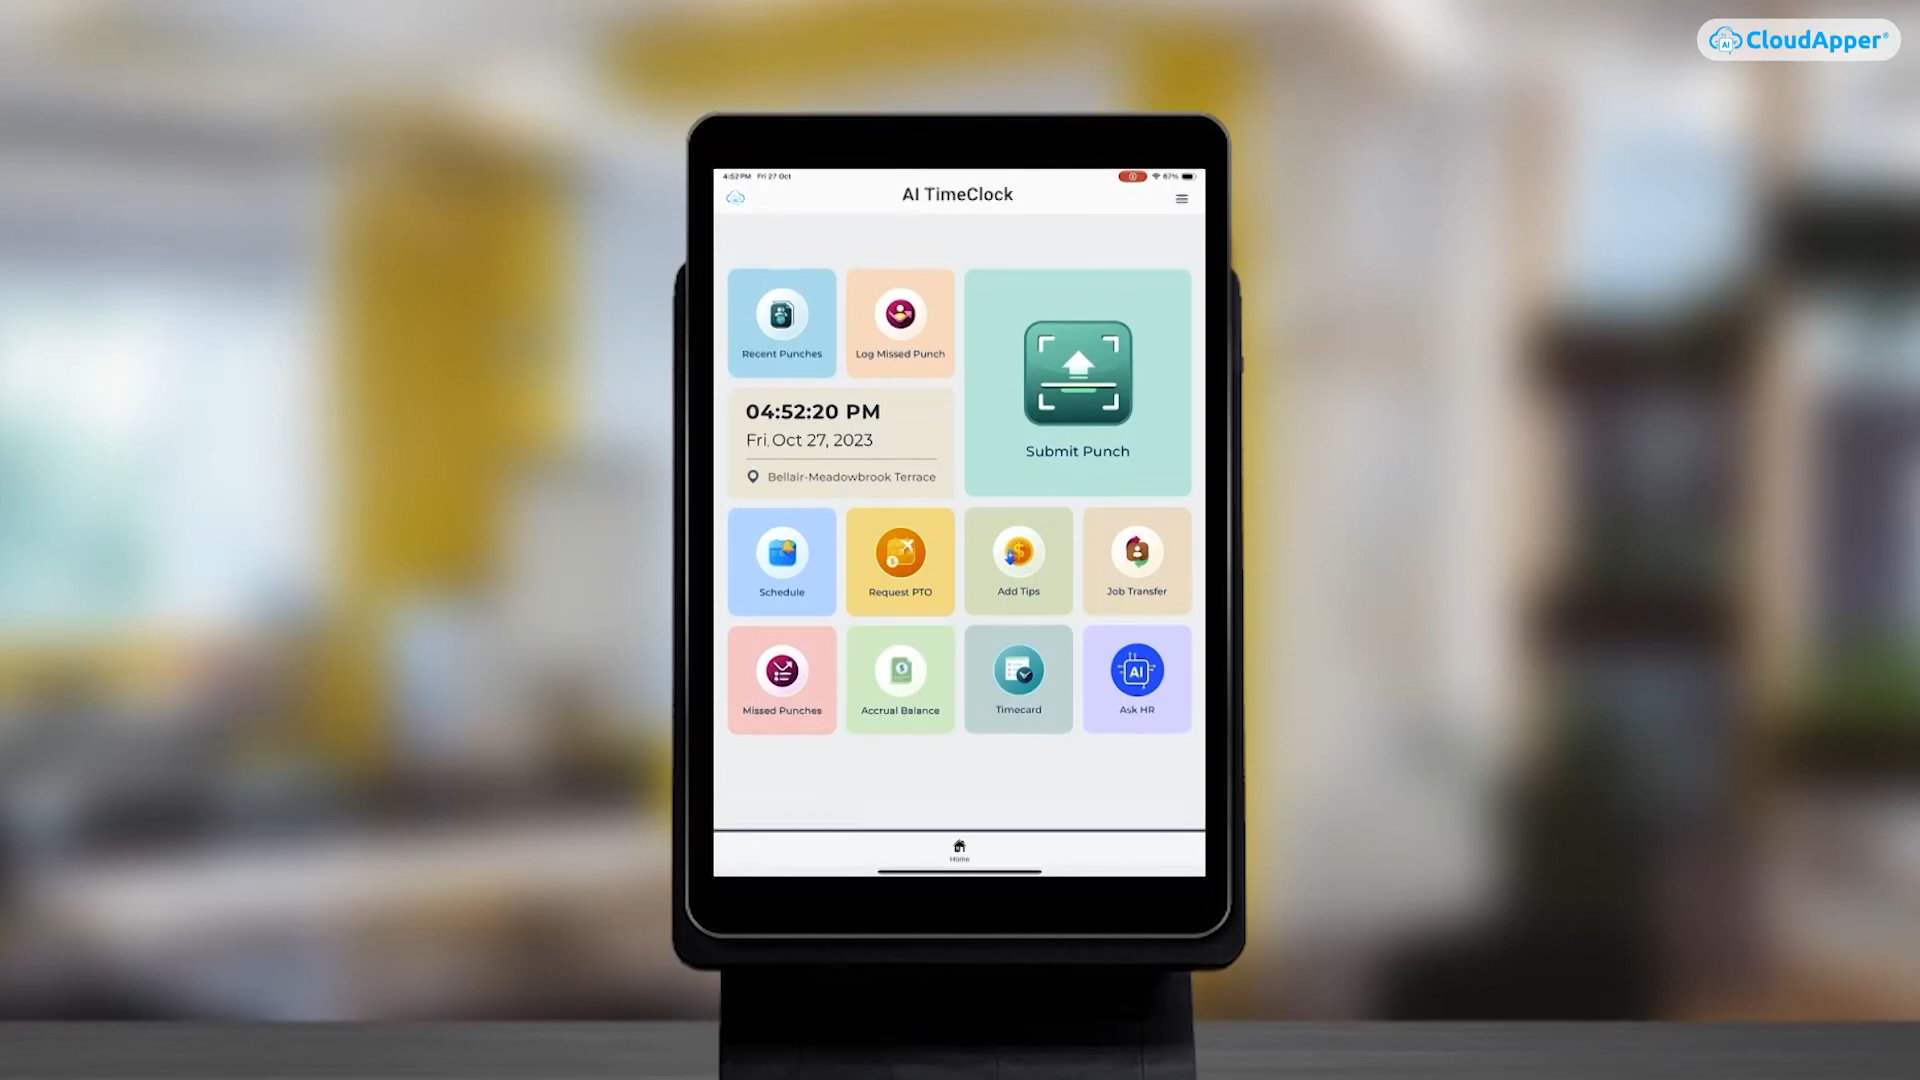 CloudApper®
4:52 PM Fri 27 Oct
67%
AI TimeClock
Recent Punches
Log Missed Punch
Submit Punch
04:52:20 PM
Fri, Oct 27, 2023
Bellair-Meadowbrook Terrace
Schedule
Request PTO
Add Tips
Job Transfer
Missed Punches
Accrual Balance
Timecard
AI
Ask HR
Home